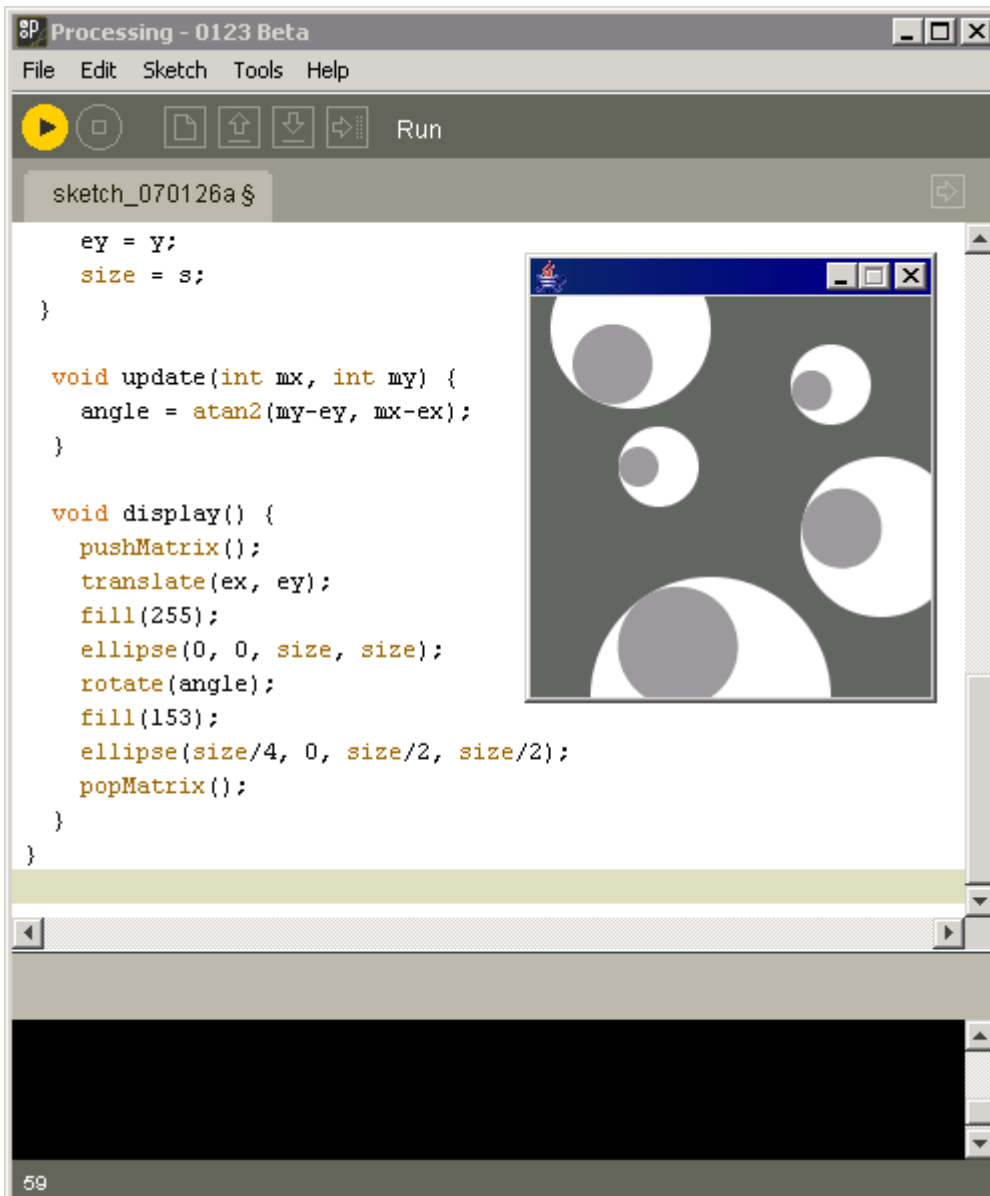 Processing - 0123 Beta
File Edit Sketch Tools Help
Run
sketch_070126a §
ey = y;
size = s;
}
void update(int mx, int my) {
angle = atan2(my-ey, mx-ex);
}
void display() {
pushMatrix();
translate(ex, ey);
fill(255);
ellipse(0, 0, size, size);
rotate(angle);
fill(153);
ellipse(size/4, 0, size/2, size/2);
popMatrix();
}
}
59